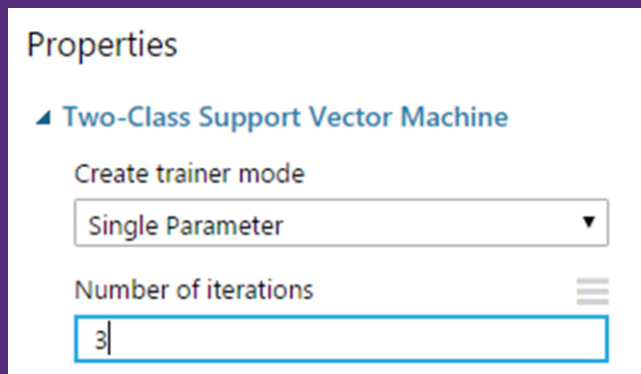 Properties
Two-Class Support Vector Machine
Create trainer mode
Single Parameter
Number of iterations
3